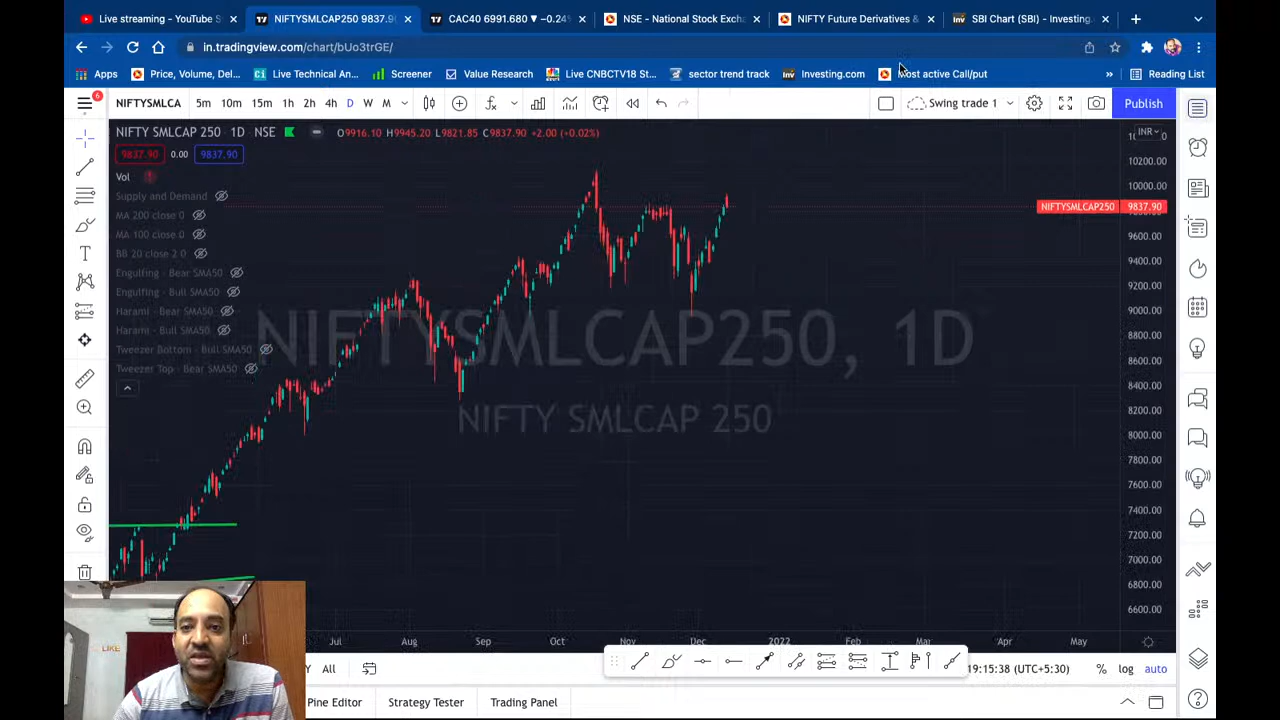 Live streaming - YouTube S
NIFTYSMLCAP250 9837.9
CAC40 6991.680 ▼ −0.24%
NSE - National Stock Exch
NIFTY Future Derivatives &
SBI Chart (SBI) - Investing.
in.tradingview.com/chart/bUo3trGE/
Apps
Price, Volume, Del...
Live Technical An...
Screener
Value Research
Live CNBCTV18 St...
sector trend track
Investing.com
Most active Call/put
»
Reading List
6
NIFTYSMLCA
5m 10m 15m 1h 2h 4h D W M
Swing trade 1
Publish
NIFTY SMLCAP 250 · 1D · NSE
O9916.10 H9945.20 L9821.85 C9837.90 +2.00 (+0.02%)
INR
9837.90 0.00 9837.90
Vol
Supply and Demand
MA 200 close 0
MA 100 close 0
BB 20 close 2 0
Engulfing - Bear SMA50
Engulfing - Bull SMA50
Harami - Bear SMA50
Harami - Bull SMA50
Tweezer Bottom - Bull SMA50
Tweezer Top - Bear SMA50
10200.00
10000.00
NIFTYSMLCAP250 9837.90
9600.00
9400.00
9200.00
9000.00
8800.00
8600.00
8400.00
8200.00
8000.00
7800.00
7600.00
7400.00
7200.00
7000.00
6800.00
6600.00
NIFTYSMLCAP250, 1D
NIFTY SMLCAP 250
LIKE
Jul Aug Sep Oct Nov Dec 2022 Feb Mar Apr May
All
19:15:38 (UTC+5:30)
% log auto
Pine Editor
Strategy Tester
Trading Panel